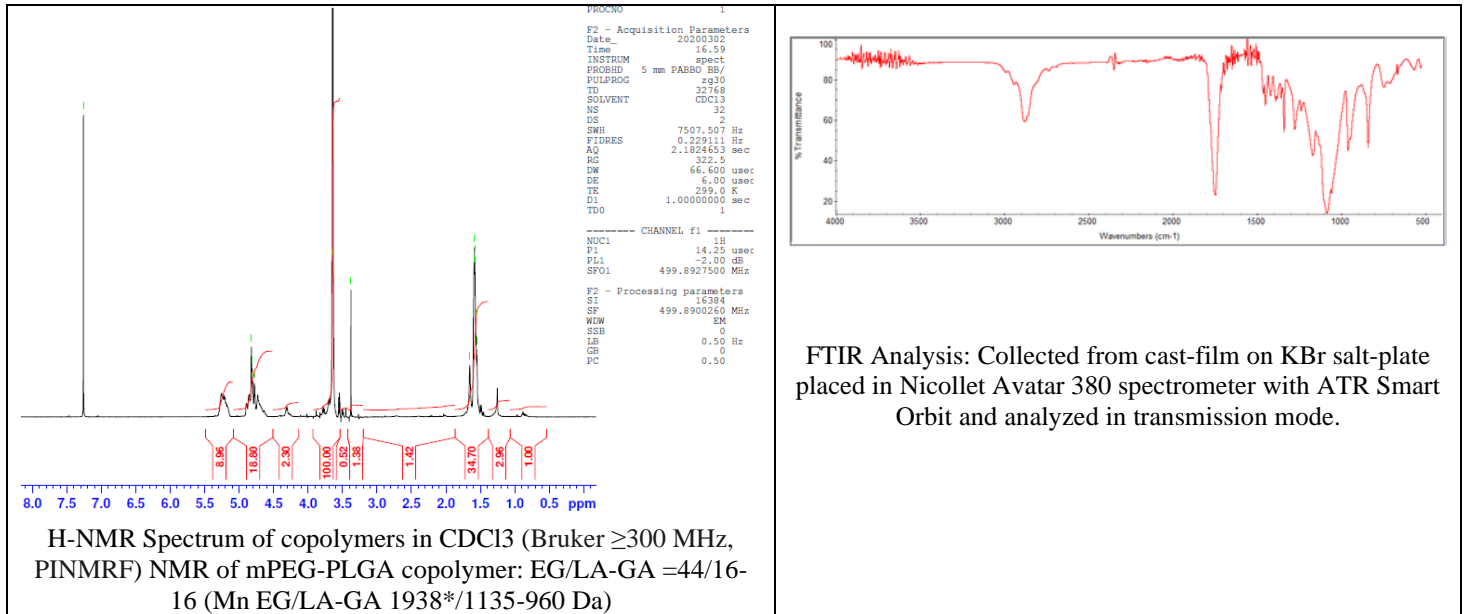 PROCNO 1
F2 - Acquisition Parameters
Date_ 20200302
Time 16.59
INSTRUM spect
PROBHD 5 mm PABBO BB/
PULPROG zg30
TD 32768
SOLVENT CDCl3
NS 32
DS 2
SWH 7507.507 Hz
FIDRES 0.229111 Hz
AQ 2.1824653 sec
RG 322.5
DW 66.600 usec
DE 6.00 usec
TE 299.0 K
D1 1.00000000 sec
TD0 1
======== CHANNEL f1 ========
NUC1 1H
P1 14.25 usec
PL1 -2.00 dB
SFO1 499.8927500 MHz
F2 - Processing parameters
SI 16384
SF 499.8900260 MHz
WDW EM
SSB 0
LB 0.50 Hz
GB 0
PC 0.50
8.96 18.80 2.30 100.00 0.52 1.38 1.42 34.70 2.96 1.00
8.0 7.5 7.0 6.5 6.0 5.5 5.0 4.5 4.0 3.5 3.0 2.5 2.0 1.5 1.0 0.5 ppm
H-NMR Spectrum of copolymers in CDCl3 (Bruker ≥300 MHz,
PINMRF) NMR of mPEG-PLGA copolymer: EG/LA-GA =44/16-
16 (Mn EG/LA-GA 1938*/1135-960 Da)
100
80
60
40
20
%Transmittance
4000 3000 2000 1500 1000 500
Wavenumbers (cm-1)
FTIR Analysis: Collected from cast-film on KBr salt-plate
placed in Nicollet Avatar 380 spectrometer with ATR Smart
Orbit and analyzed in transmission mode.